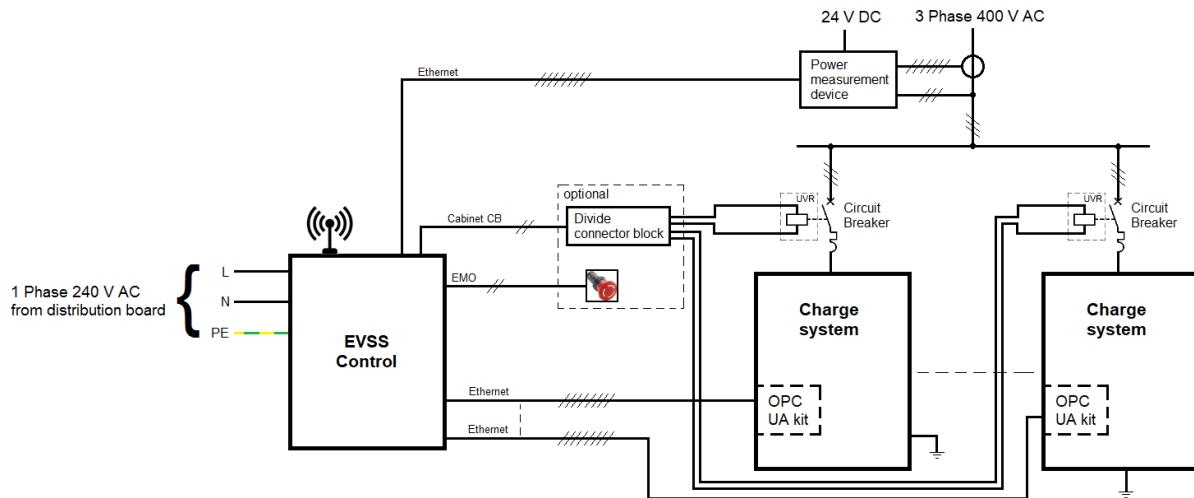 24 V DC
3 Phase 400 V AC
Ethernet
Power
measurement
device
optional
UVR
UVR
Cabinet CB
Divide
connector block
Circuit
Breaker
Circuit
Breaker
L
1 Phase 240 V AC
from distribution board
N
PE
EMO
EVSS
Control
Charge
system
Charge
system
Ethernet
OPC
UA kit
OPC
UA kit
Ethernet